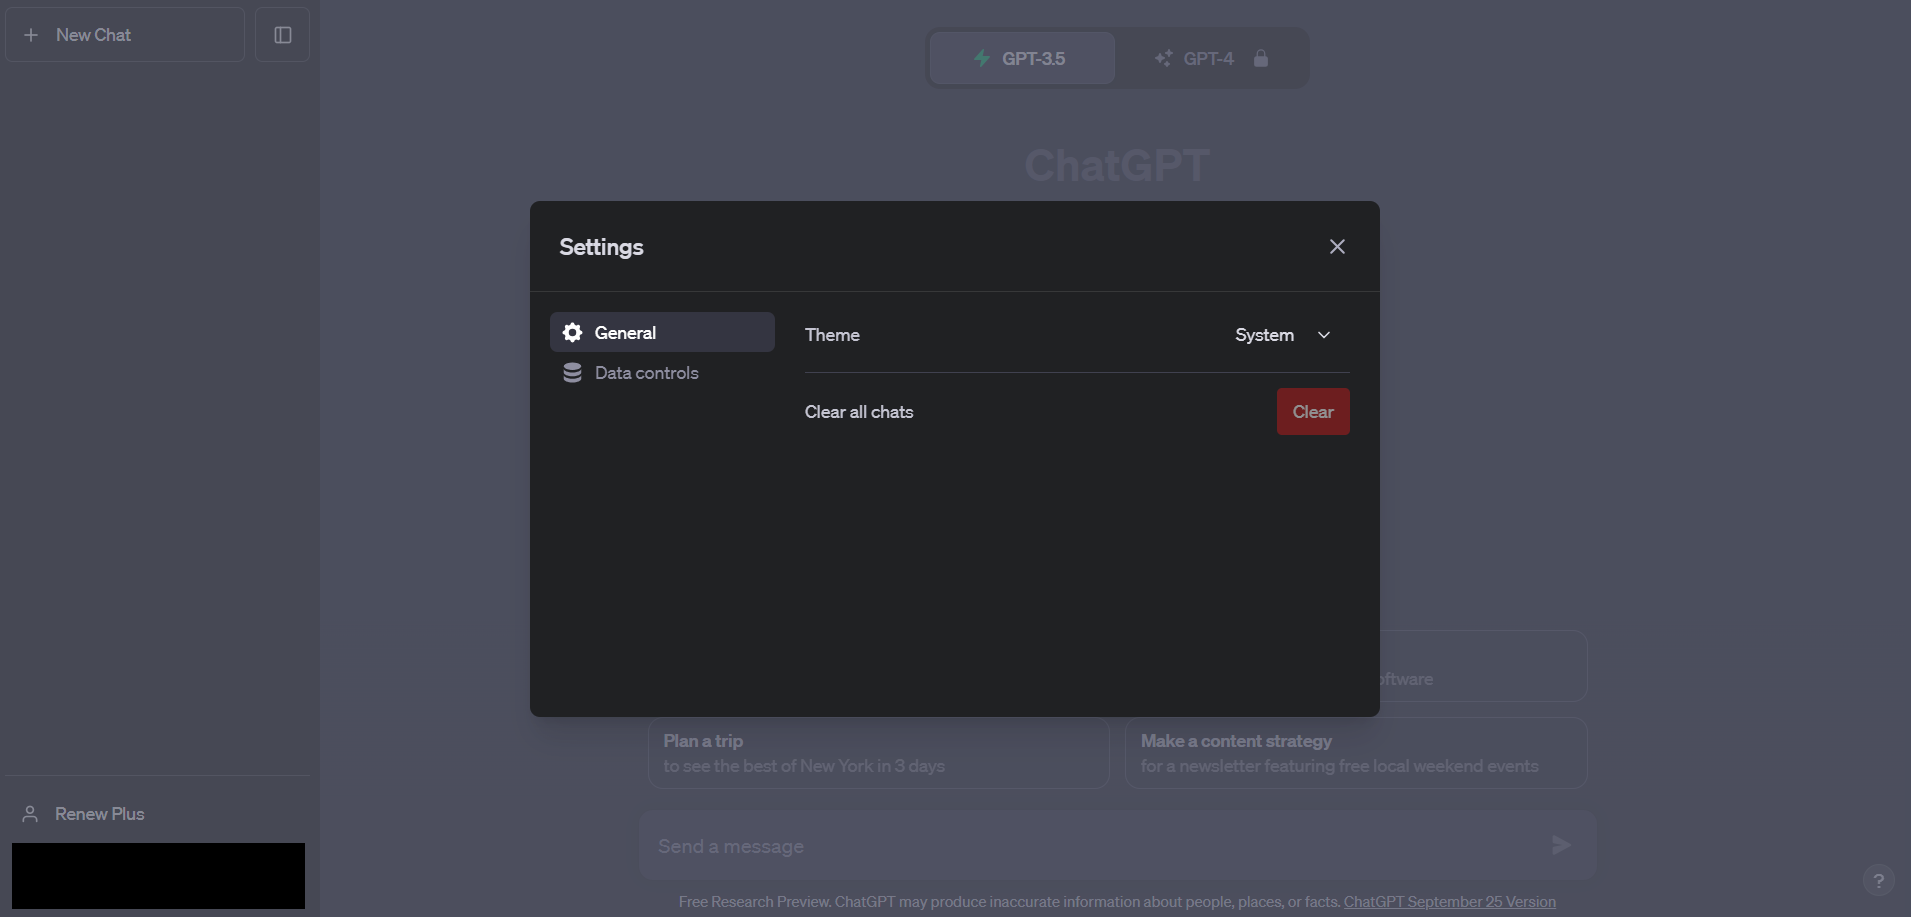 New Chat
GPT-3.5
GPT-4
ChatGPT
Settings
General
Data controls
Theme
System
Clear all chats
Clear
Plan a trip
to see the best of New York in 3 days
Make a content strategy
for a newsletter featuring free local weekend events
Renew Plus
Send a message
Free Research Preview. ChatGPT may produce inaccurate information about people, places, or facts. ChatGPT September 25 Version
?